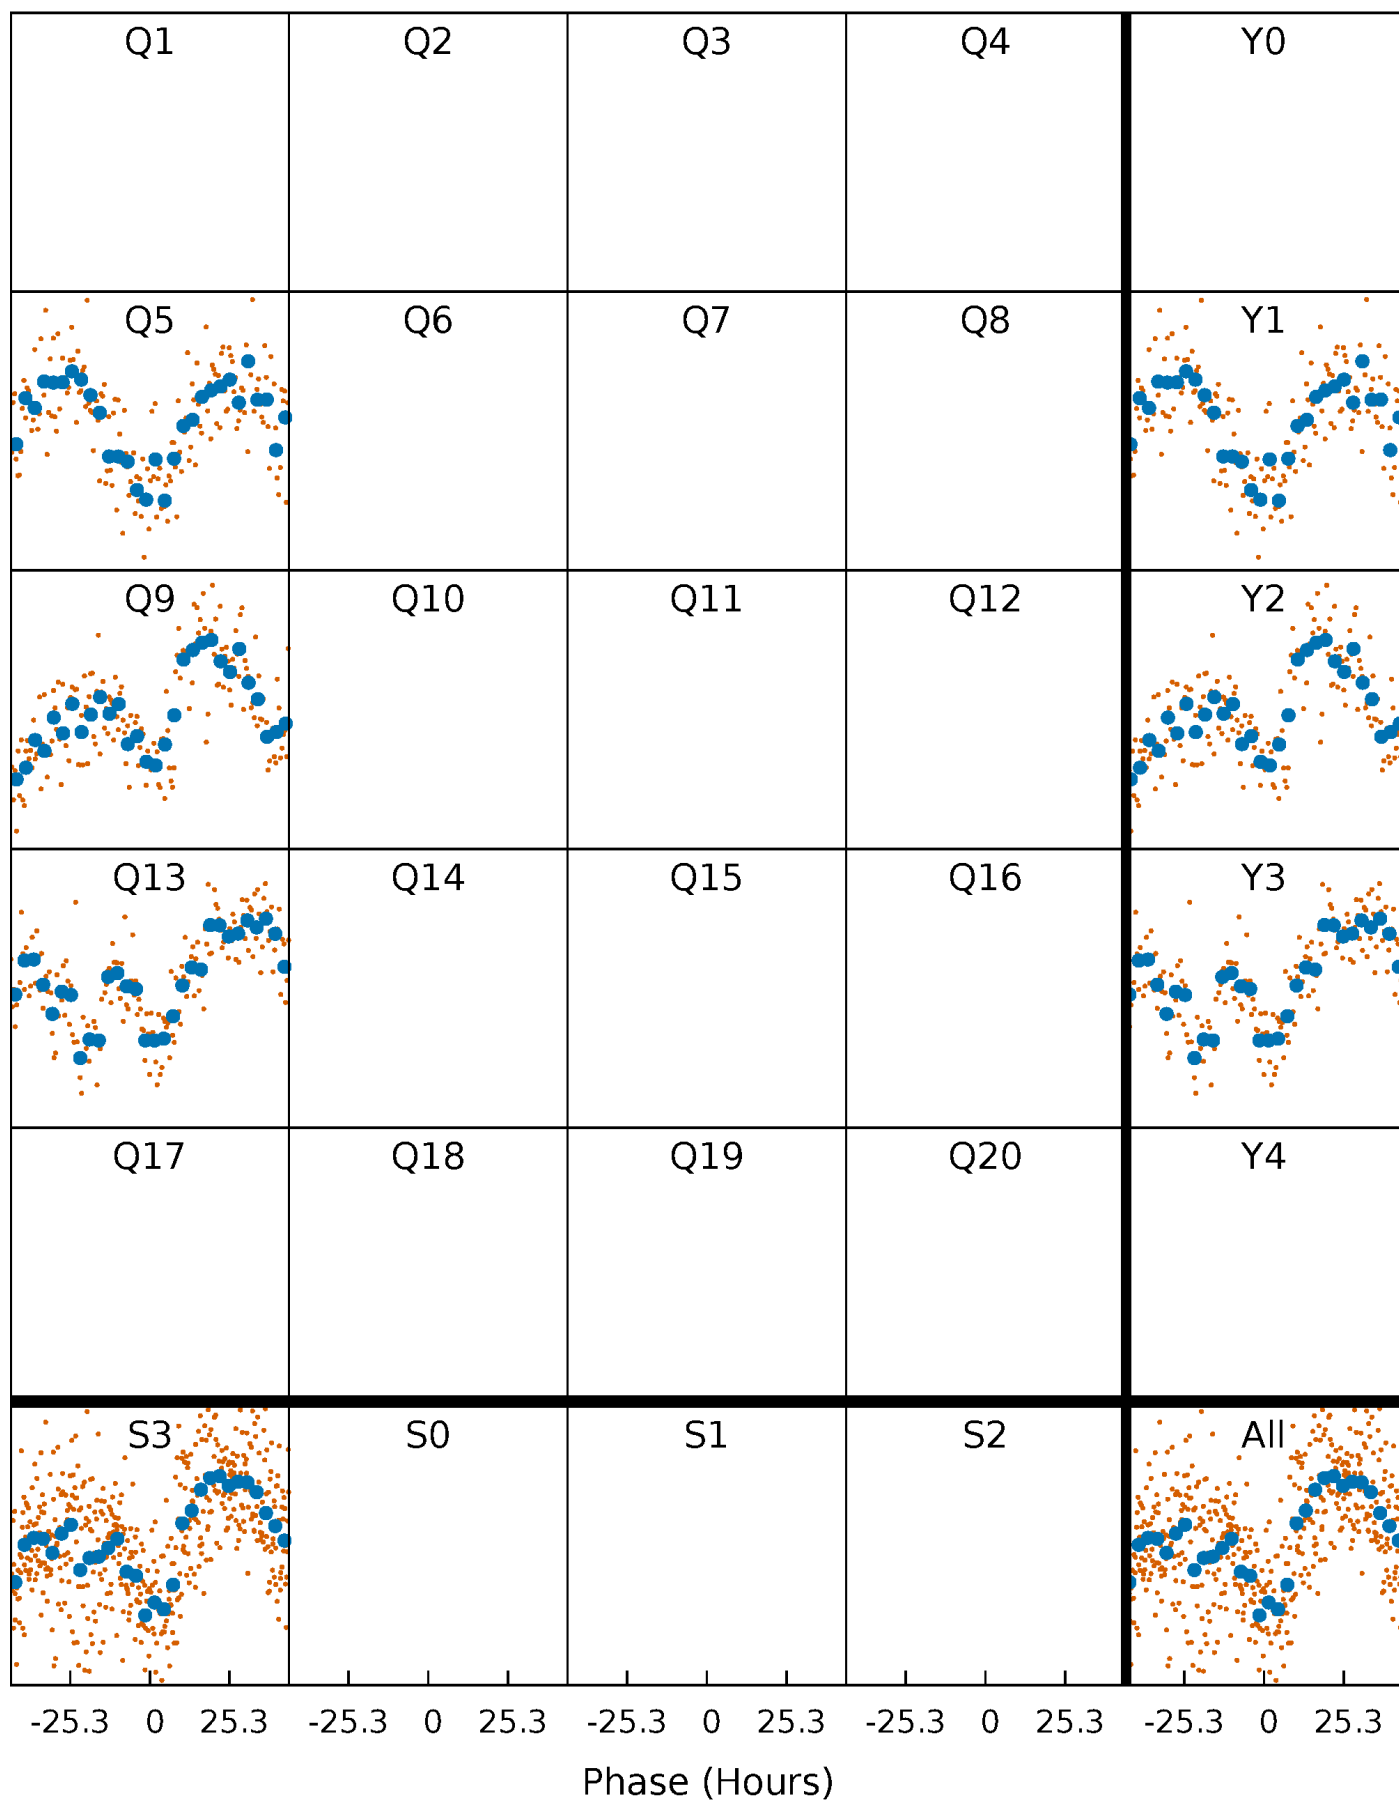 Q1 Q2 Q3 Q4 Y0
Q5 Q6 Q7 Q8 Y1
Q9 Q10 Q11 Q12 Y2
Q13 Q14 Q15 Q16 Y3
Q17 Q18 Q19 Q20 Y4
S3 S0 S1 S2 All
-25.3 0 25.3 -25.3 0 25.3 -25.3 0 25.3 -25.3 0 25.3 -25.3 0 25.3
Phase (Hours)